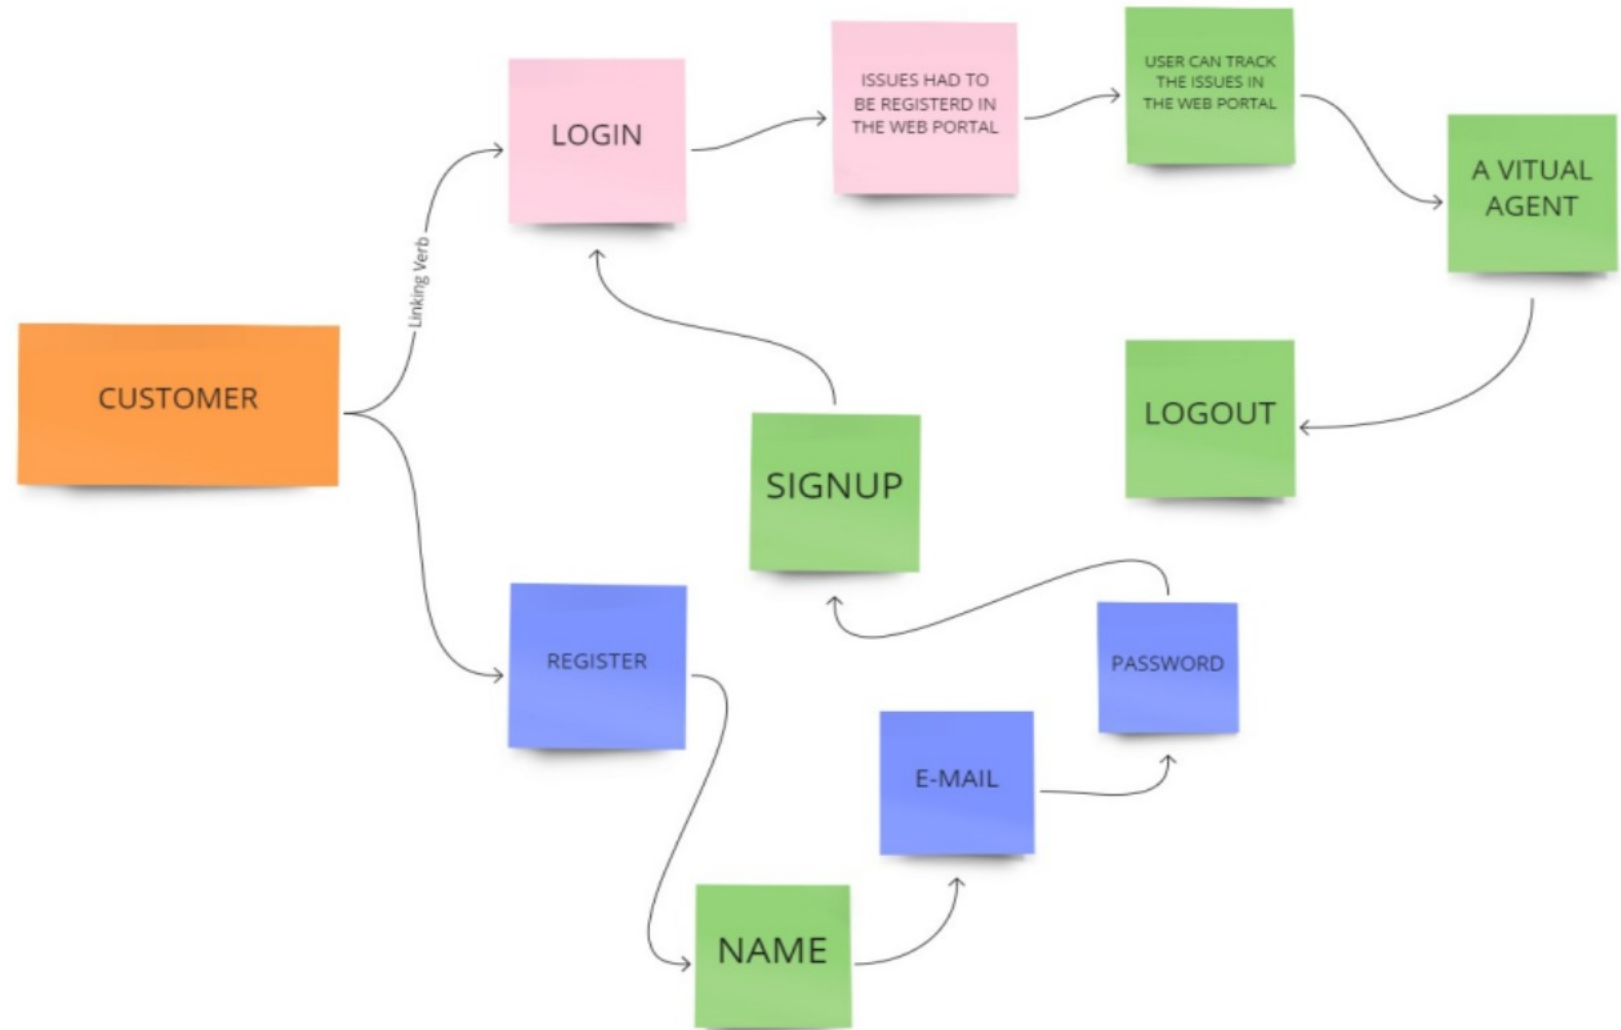 LOGIN
ISSUES HAD TO
BE REGISTERD IN
THE WEB PORTAL
USER CAN TRACK
THE ISSUES IN
THE WEB PORTAL
A VITUAL
AGENT
Linking Verb
CUSTOMER
LOGOUT
SIGNUP
REGISTER
PASSWORD
E-MAIL
NAME